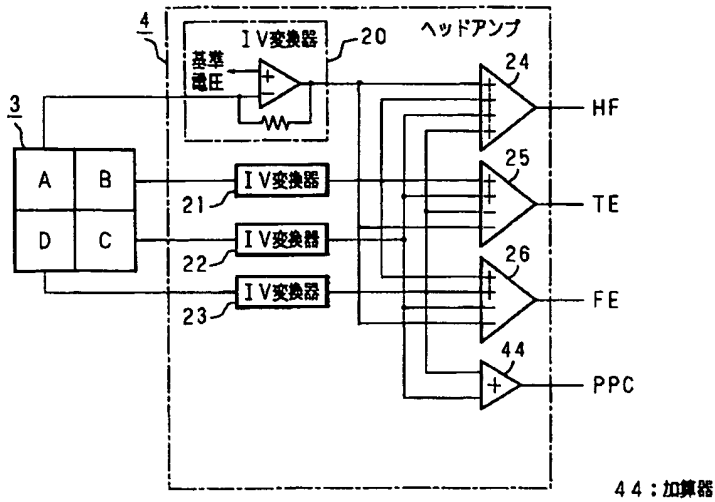 4
ヘッドアンプ
IV変換器
20
基準
電圧
+
−
24
+
+
+
+
HF
3
A
B
D
C
IV変換器
21
25
+
+
−
−
TE
IV変換器
22
26
+
+
−
−
FE
IV変換器
23
44
+
PPC
44:加算器